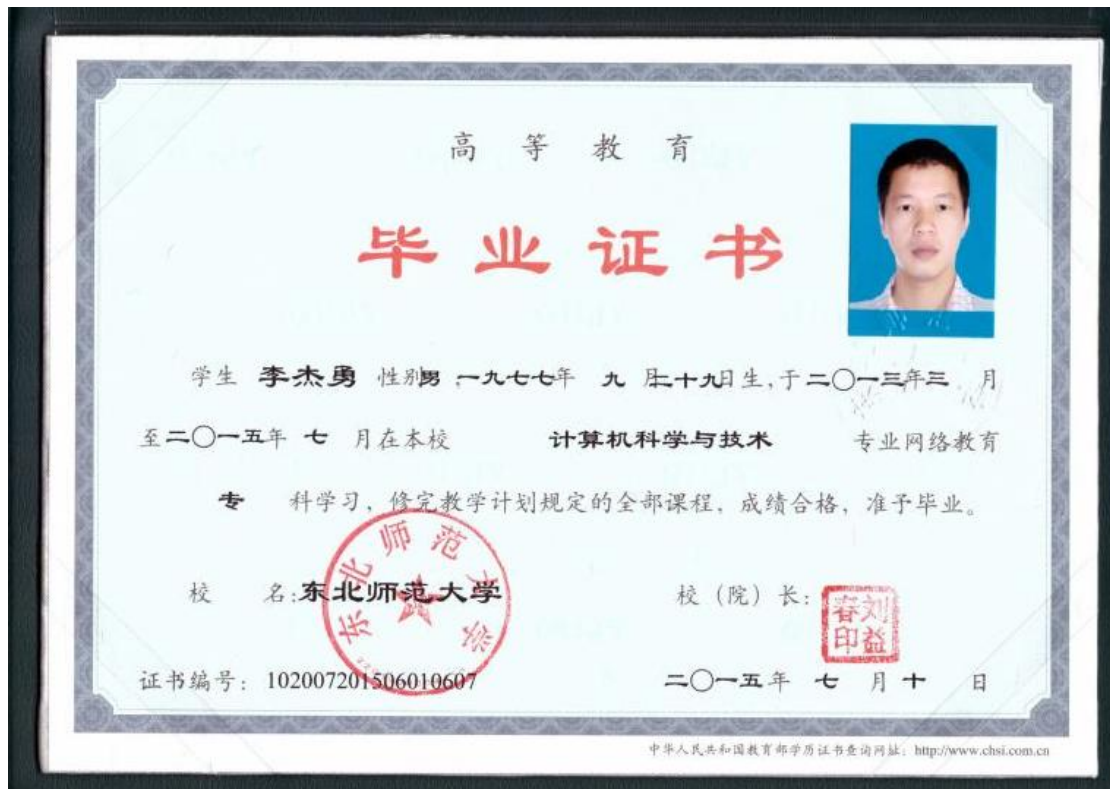 高等教育
毕业证书
学生 李杰勇 性别男,一九七七年 九 月二十九日生,于二〇一三年三 月
至二〇一五年 七 月在本校 计算机科学与技术 专业网络教育
专 科学习,修完教学计划规定的全部课程,成绩合格,准予毕业。
东北师范大学
校 名:东北师范大学 校(院)长:
刘益春印
证书编号:102007201506010607 二〇一五年 七 月十 日
中华人民共和国教育部学历证书查询网址:http://www.chsi.com.cn